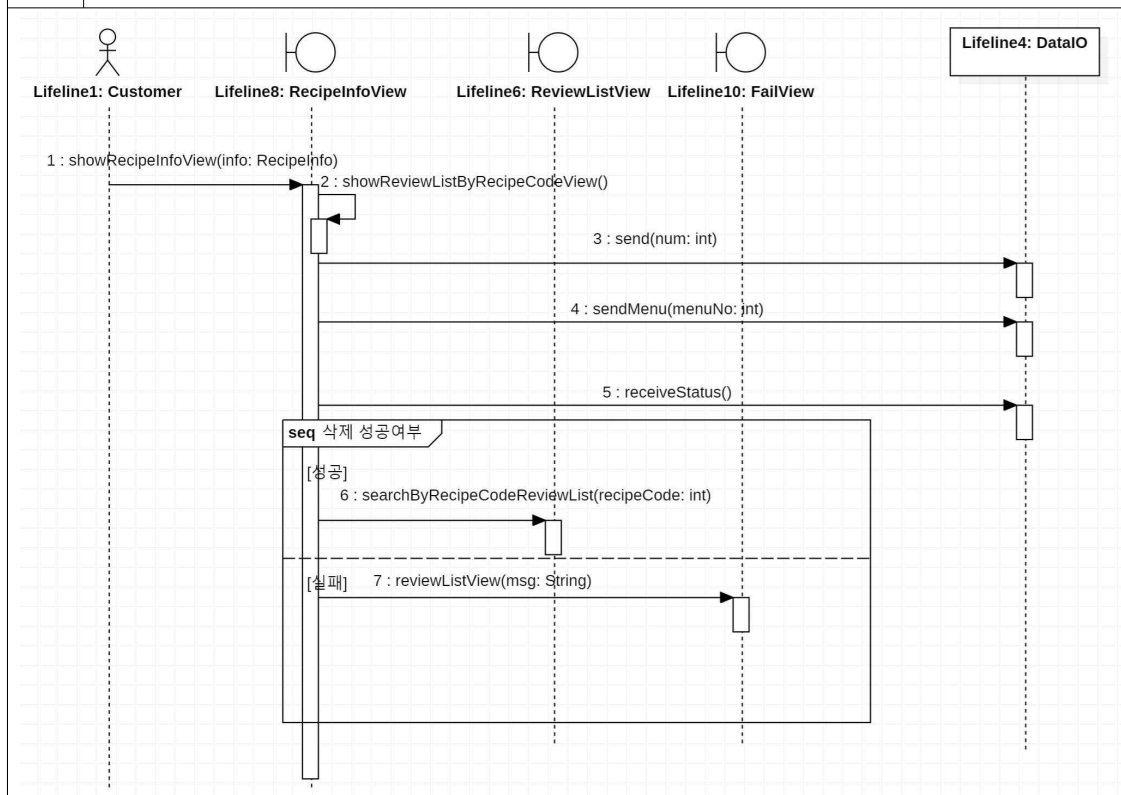 Lifeline1: Customer
Lifeline8: RecipeInfoView
Lifeline6: ReviewListView
Lifeline10: FailView
Lifeline4: DataIO
1 : showRecipeInfoView(info: RecipeInfo)
2 : showReviewListByRecipeCodeView()
3 : send(num: int)
4 : sendMenu(menuNo: int)
5 : receiveStatus()
seq 삭제 성공여부
[성공]
6 : searchByRecipeCodeReviewList(recipeCode: int)
[실패]
7 : reviewListView(msg: String)